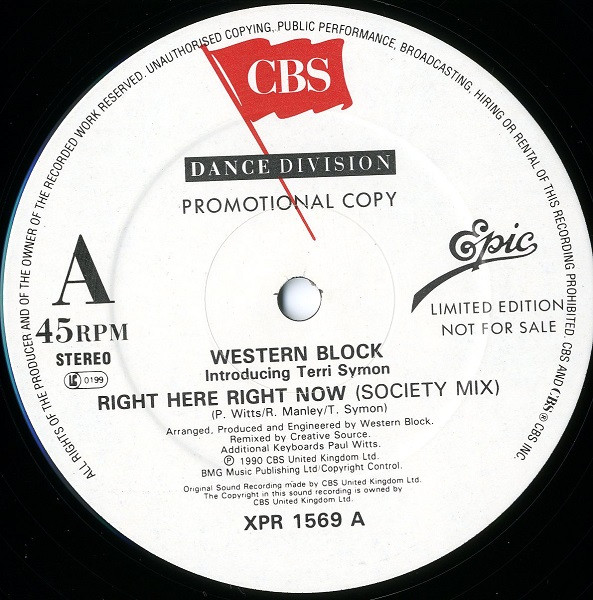 ALL RIGHTS OF THE PRODUCER AND OF THE OWNER OF THE RECORDED WORK RESERVED. UNAUTHORISED COPYING, PUBLIC PERFORMANCE, BROADCASTING, HIRING OR RENTAL OF THIS RECORDING PROHIBITED. CBS AND CBS ® CBS INC.
CBS
DANCE DIVISION
PROMOTIONAL COPY
Epic
LIMITED EDITION
NOT FOR SALE
A
45RPM
STEREO
LC 0199
WESTERN BLOCK
Introducing Terri Symon
RIGHT HERE RIGHT NOW (SOCIETY MIX)
(P. Witts/R. Manley/T. Symon)
Arranged, Produced and Engineered by Western Block.
Remixed by Creative Source.
Additional Keyboards Paul Witts.
℗ 1990 CBS United Kingdom Ltd.
BMG Music Publishing Ltd/Copyright Control.
Original Sound Recording made by CBS United Kingdom Ltd.
The Copyright in this sound recording is owned by
CBS United Kingdom Ltd.
XPR 1569 A